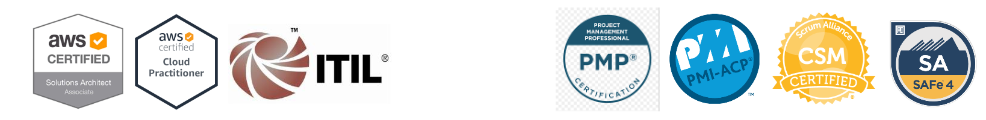 aws
CERTIFIED
Solutions Architect
Associate
aws
certified
Cloud
Practitioner
™
ITIL®
PROJECT
MANAGEMENT
PROFESSIONAL
PMP®
CERTIFICATION
PMI
PMI-ACP®
™
Scrum Alliance
CSM
CERTIFIED
®
SA
SAFe 4